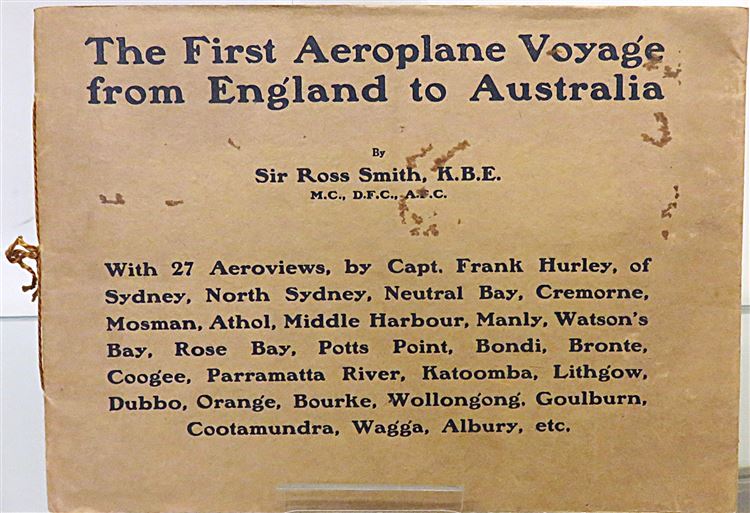 The First Aeroplane Voyage
from England to Australia
By
Sir Ross Smith, K.B.E.
M.C., D.F.C., A.F.C.
With 27 Aeroviews, by Capt. Frank Hurley, of
Sydney, North Sydney, Neutral Bay, Cremorne,
Mosman, Athol, Middle Harbour, Manly, Watson's
Bay, Rose Bay, Potts Point, Bondi, Bronte,
Coogee, Parramatta River, Katoomba, Lithgow,
Dubbo, Orange, Bourke, Wollongong, Goulburn,
Cootamundra, Wagga, Albury, etc.